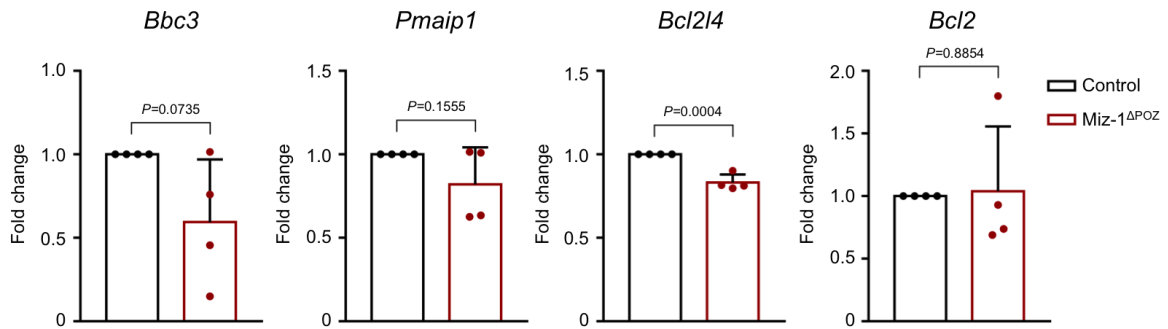 Bbc3
Pmaip1
Bcl2l4
Bcl2
Fold change
1.0
1.0
0.5
0
P=0.0735
Fold change
1.5
1.0
0.5
0
P=0.1555
Fold change
1.5
1.0
0.5
0
P=0.0004
Fold change
2.0
1.5
1.0
0.5
0
P=0.8854
Control
Miz-1ΔPOZ